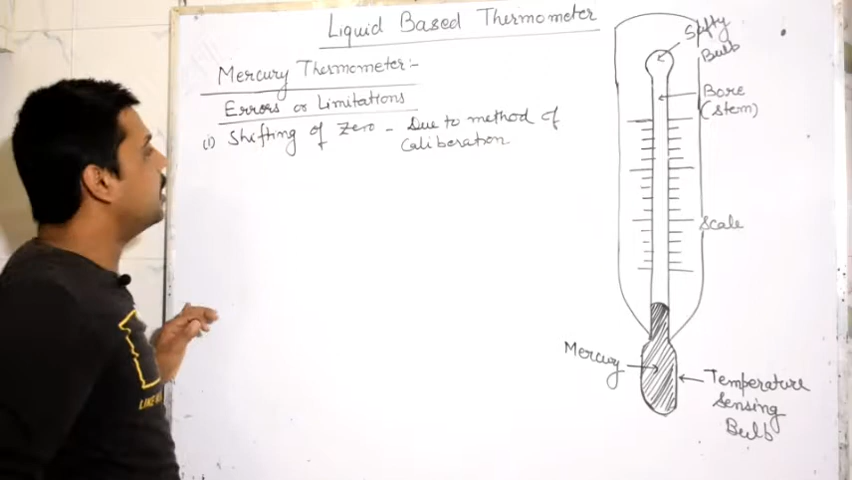 Liquid Based Thermometer
Mercury Thermometer:-
Errors or Limitations
(i) Shifting of zero - Due to method of
Caliberation
Safty
Bulb
Bore
(stem)
Scale
Mercury
Temperature
Sensing
Bulb